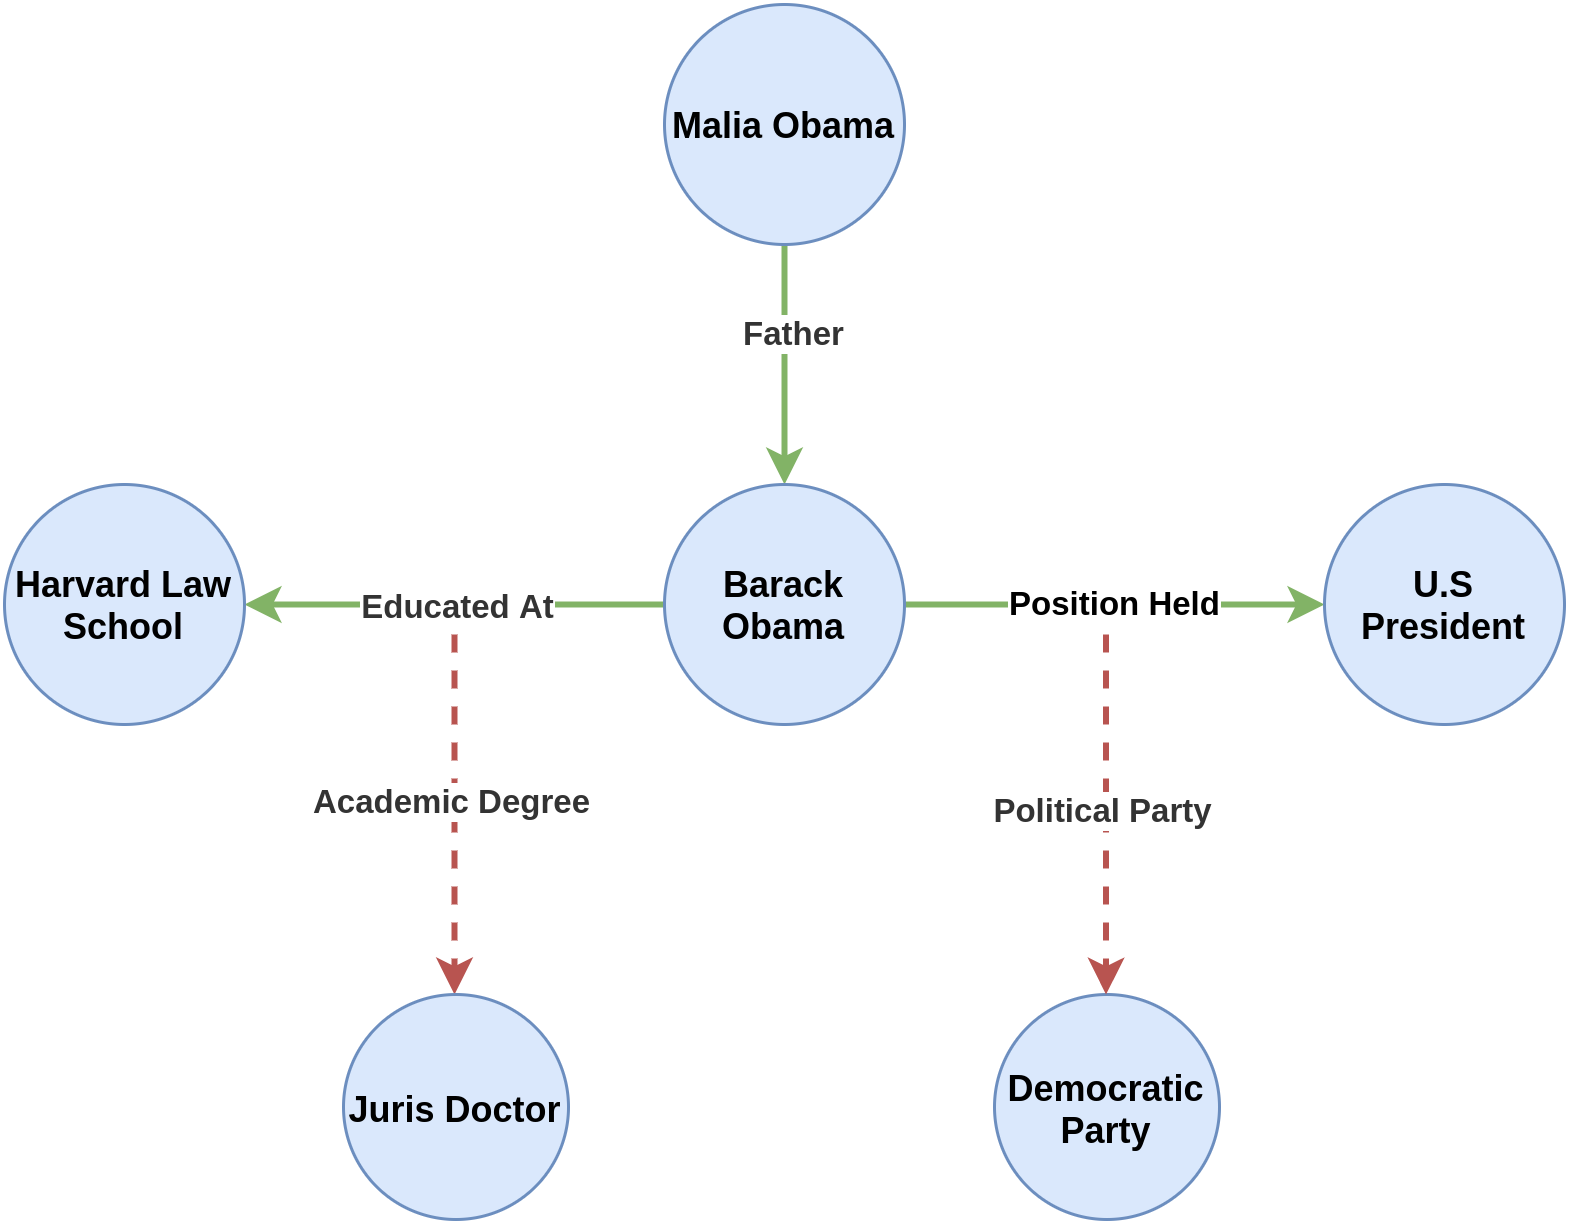 Malia Obama
Father
Harvard Law
School
Educated At
Barack
Obama
Position Held
U.S
President
Academic Degree
Political Party
Juris Doctor
Democratic
Party